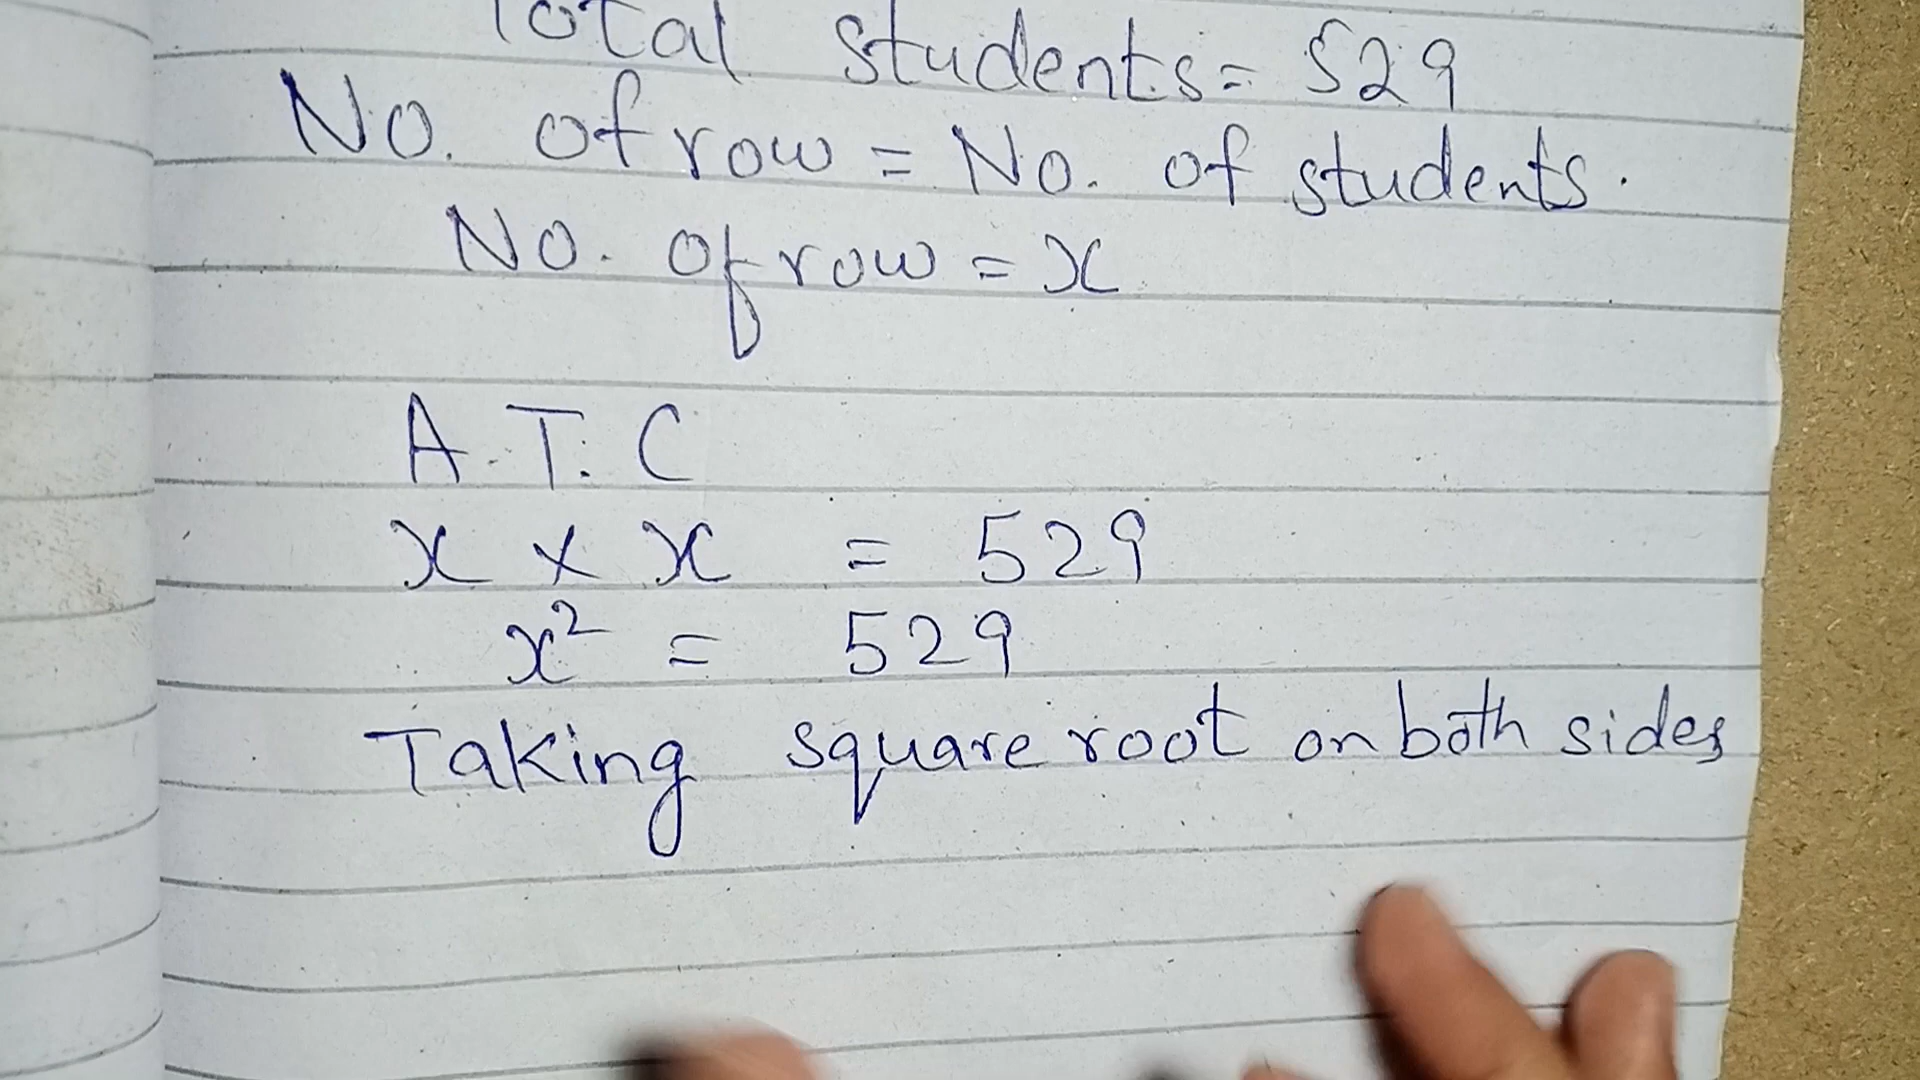 Total students= 529
No. of row = No. of students.
No. of row = x
A.T.C
x × x = 529
x² = 529
Taking square root on both sides